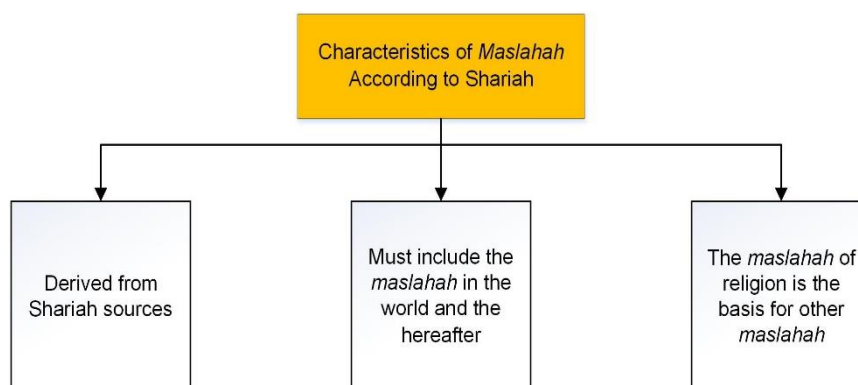 Characteristics of Maslahah
According to Shariah
Derived from
Shariah sources
Must include the
maslahah in the
world and the
hereafter
The maslahah of
religion is the
basis for other
maslahah